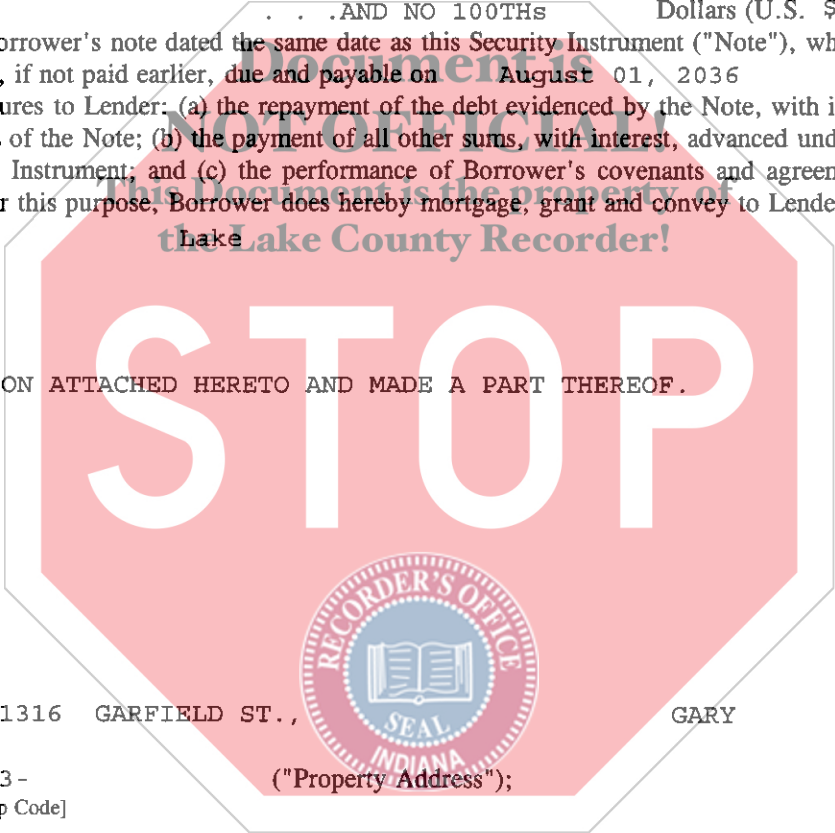 . . .AND NO 100THs Dollars (U.S. $
orrower's note dated the same date as this Security Instrument ("Note"), wh
Document is
, if not paid earlier, due and payable on August 01, 2036
ures to Lender: (a) the repayment of the debt evidenced by the Note, with i
NOT OFFICIAL!
of the Note; (b) the payment of all other sums, with interest, advanced und
Instrument; and (c) the performance of Borrower's covenants and agreem
This Document is the property of
r this purpose, Borrower does hereby mortgage, grant and convey to Lende
Lake
the Lake County Recorder!
ON ATTACHED HERETO AND MADE A PART THEREOF.
STOP
RECORDER'S OFFICE
SEAL
INDIANA
1316 GARFIELD ST., GARY
3- ("Property Address");
p Code]